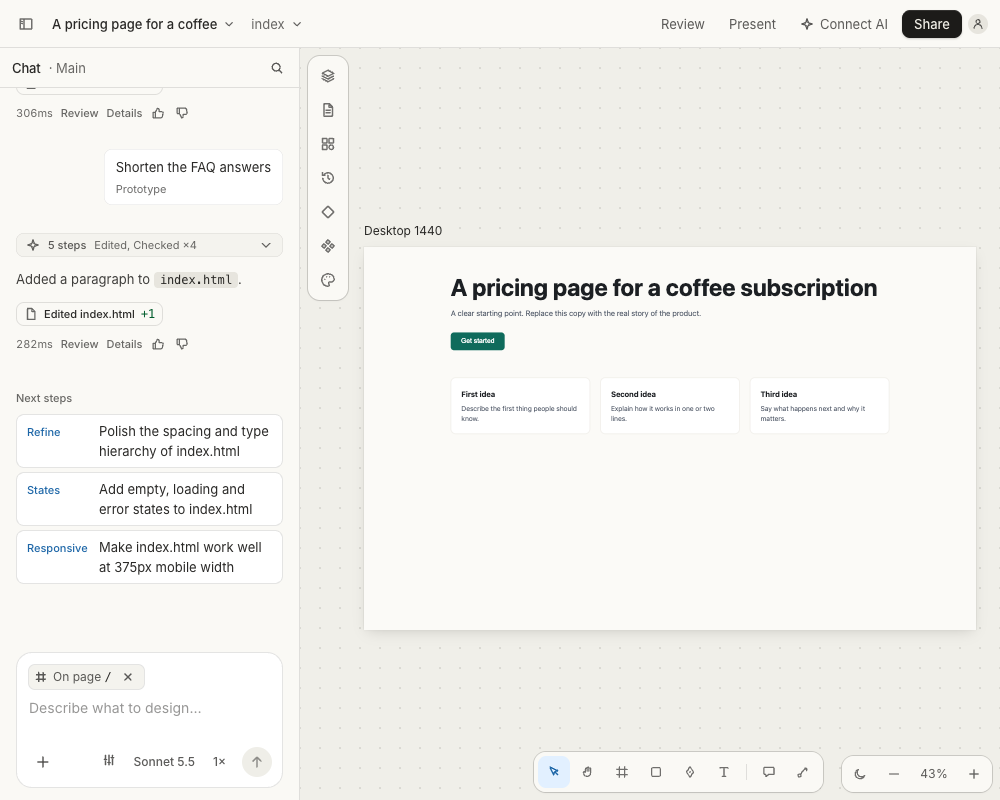 A pricing page for a coffee
index
Review
Present
Connect AI
Share
Chat · Main
306ms Review Details
Shorten the FAQ answers
Prototype
5 steps Edited, Checked ×4
Added a paragraph to index.html.
Edited index.html +1
282ms Review Details
Next steps
Refine Polish the spacing and type
hierarchy of index.html
States Add empty, loading and
error states to index.html
Responsive Make index.html work well
at 375px mobile width
On page /
Describe what to design...
Sonnet 5.5 1×
Desktop 1440
A pricing page for a coffee subscription
A clear starting point. Replace this copy with the real story of the product.
Get started
First idea
Describe the first thing people should
know.
Second idea
Explain how it works in one or two
lines.
Third idea
Say what happens next and why it
matters.
43%